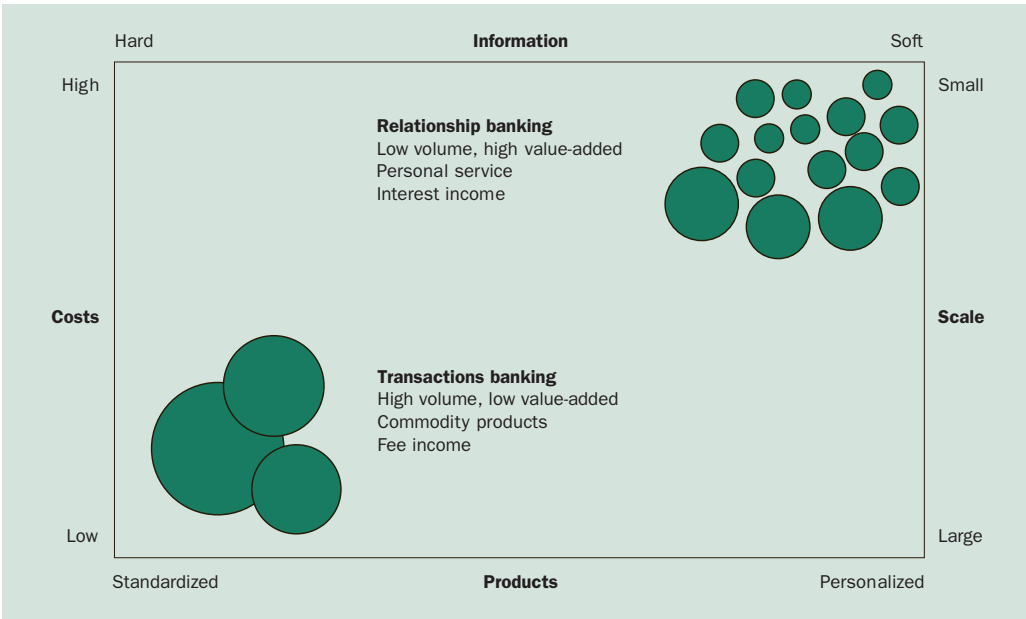 Hard Information Soft
High Small
Relationship banking
Low volume, high value-added
Personal service
Interest income
Costs Scale
Transactions banking
High volume, low value-added
Commodity products
Fee income
Low Large
Standardized Products Personalized